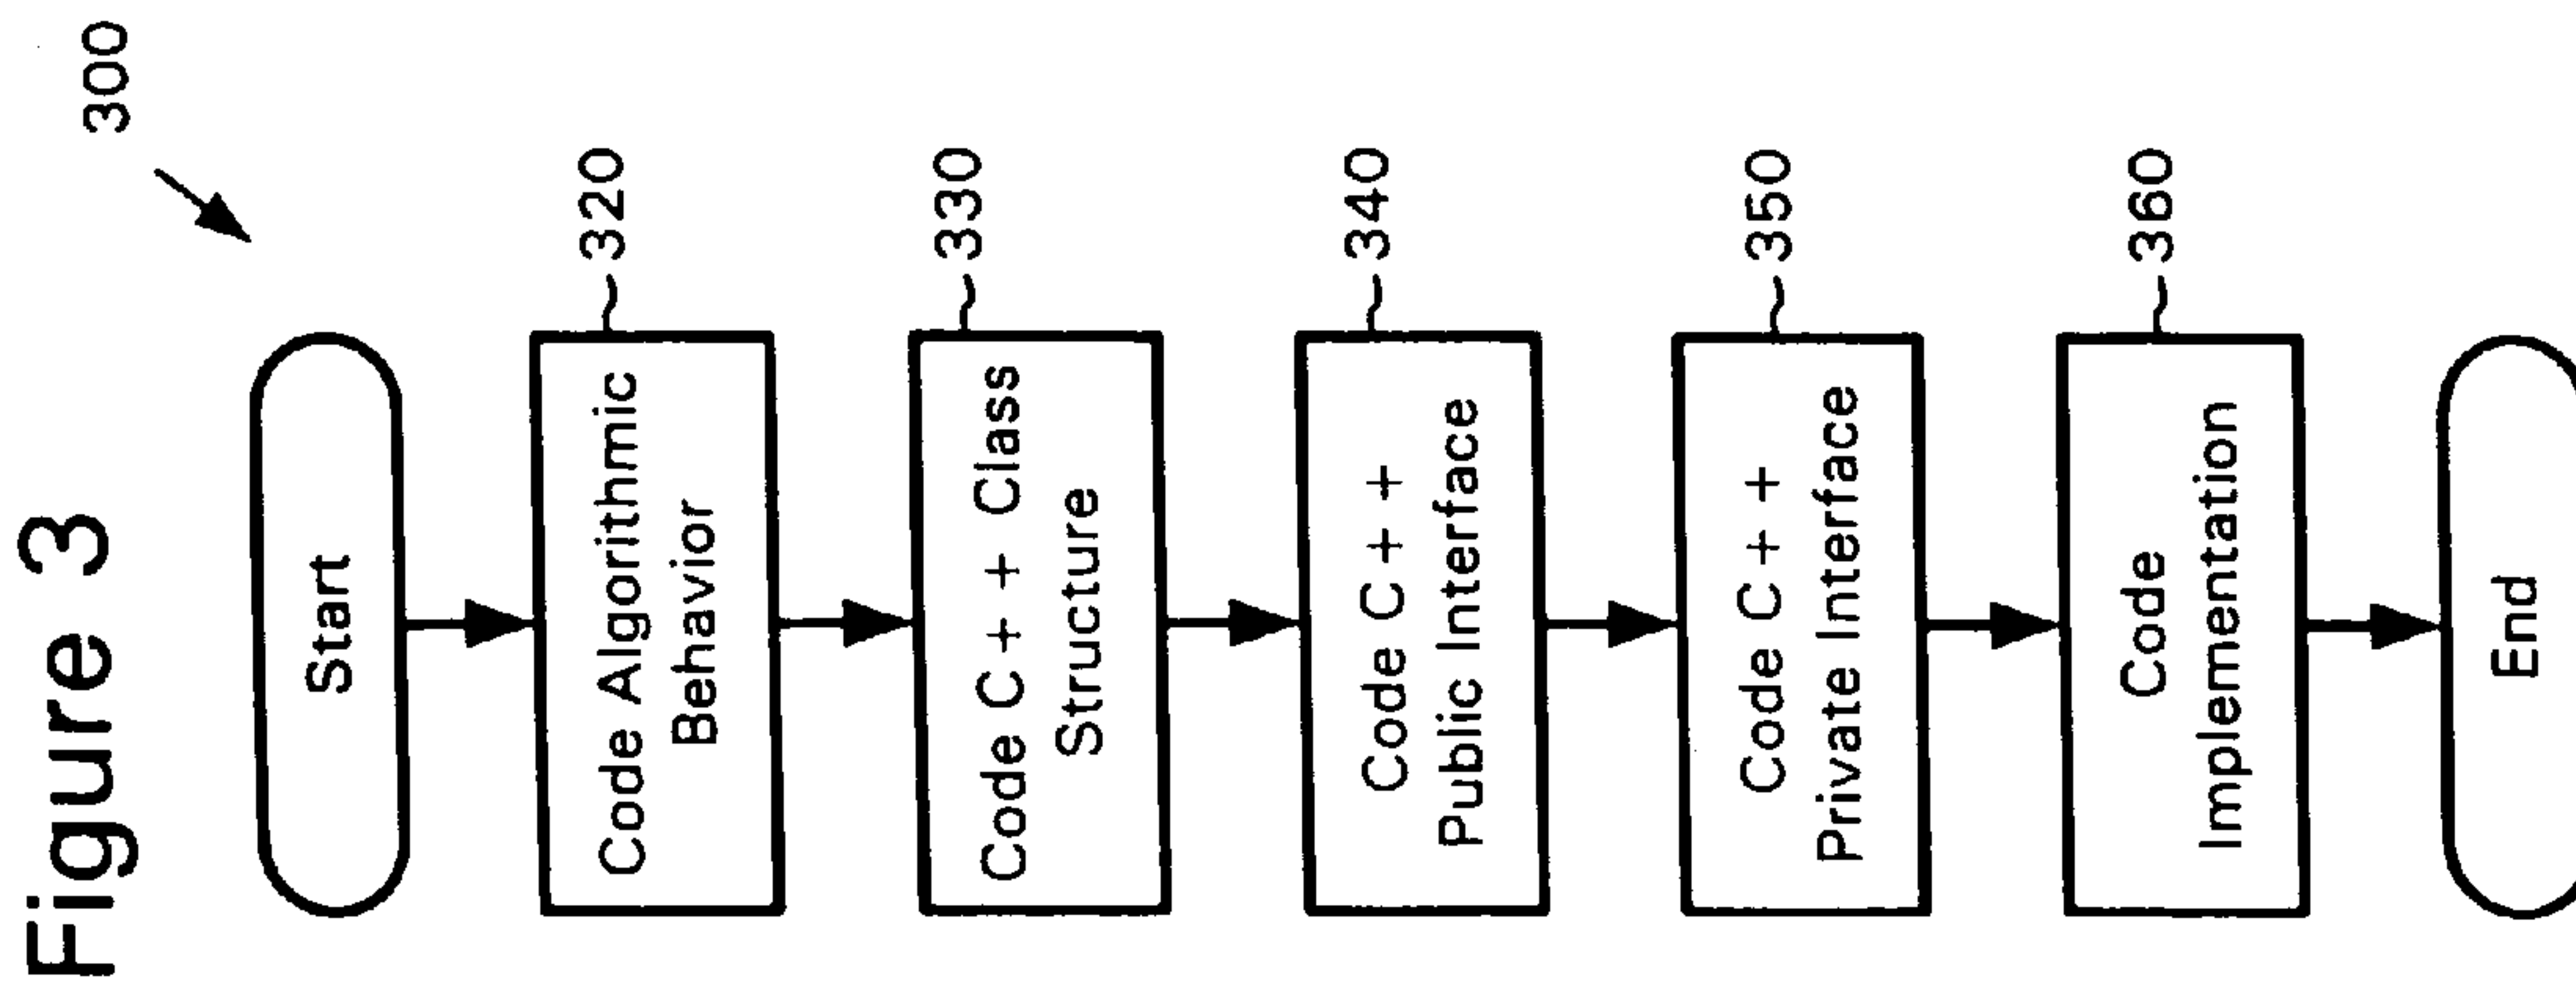 Figure 3
300
Start
Code Algorithmic
Behavior
320
Code C++ Class
Structure
330
Code C++
Public Interface
340
Code C++
Private Interface
350
Code
Implementation
360
End